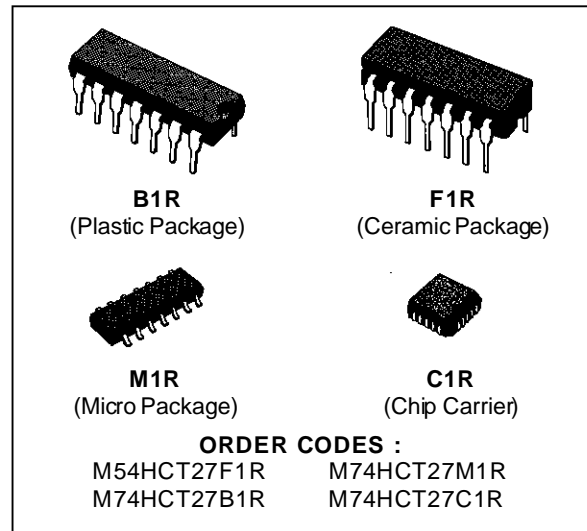 B1R
(Plastic Package)
F1R
(Ceramic Package)
M1R
(Micro Package)
C1R
(Chip Carrier)
ORDER CODES :
M54HCT27F1R M74HCT27M1R
M74HCT27B1R M74HCT27C1R